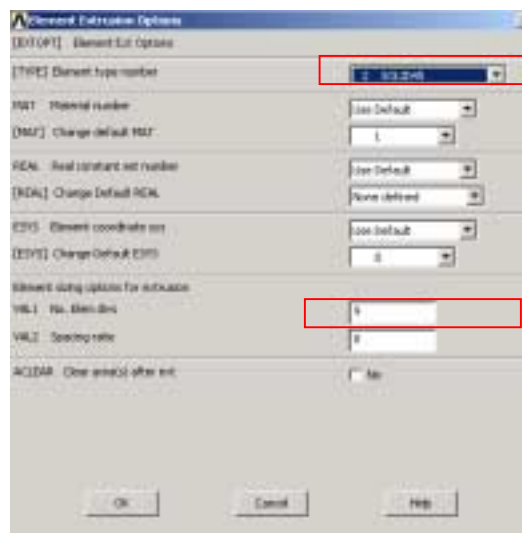 Element Extrusion Options
[EXTOPT] Element Ext Options
[TYPE] Element type number
2 SOLID45
MAT Material number Use Default
[MAT] Change default MAT 1
REAL Real constant set number Use Default
[REAL] Change Default REAL None defined
ESYS Element coordinate sys Use Default
[ESYS] Change Default ESYS 0
Element sizing options for extrusion
VAL1 No. Elem divs
VAL2 Spacing ratio 0
ACLEAR Clear area(s) after ext No
OK Cancel Help